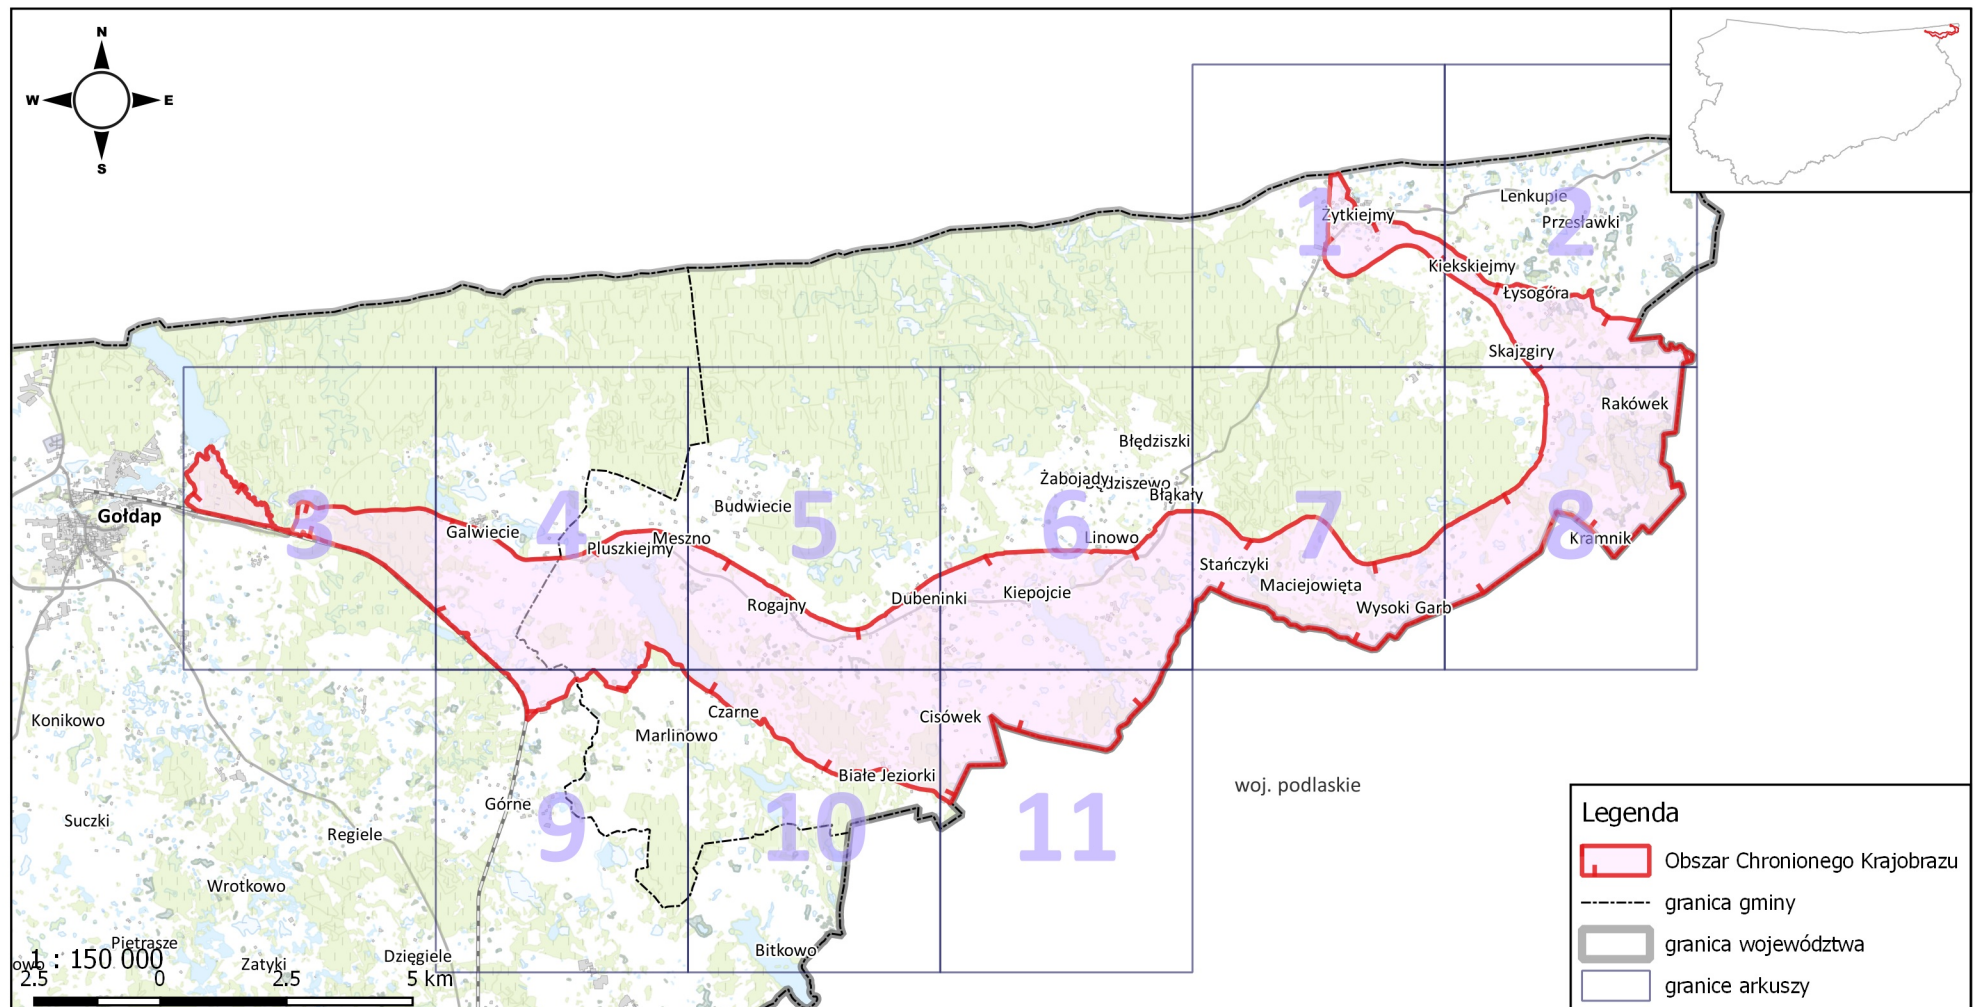 N
W E
S
1
2
Lenkupie
Żytkiejmy
Przesławki
Kiekskiejmy
Łysogóra
Skajzgiry
Rakówek
Błędziszki
Żabojady
Błąkały
Budwiecie
Gołdap
3
4
5
6
7
8
Galwiecie
Pluszkiejmy
Meszno
Linowo
Kramnik
Stańczyki
Maciejowięta
Kiepojcie
Dubeninki
Rogajny
Wysoki Garb
Konikowo
Czarne
Cisówek
Marlinowo
Białe Jeziorki
woj. podlaskie
Górne
9
10
11
Suczki
Regiele
Wrotkowo
Pietrasze
Zatyki
Dzięgiele
Bitkowo
owo
1 : 150 000
2.5 0 2.5 5 km
Legenda
Obszar Chronionego Krajobrazu
granica gminy
granica województwa
granice arkuszy